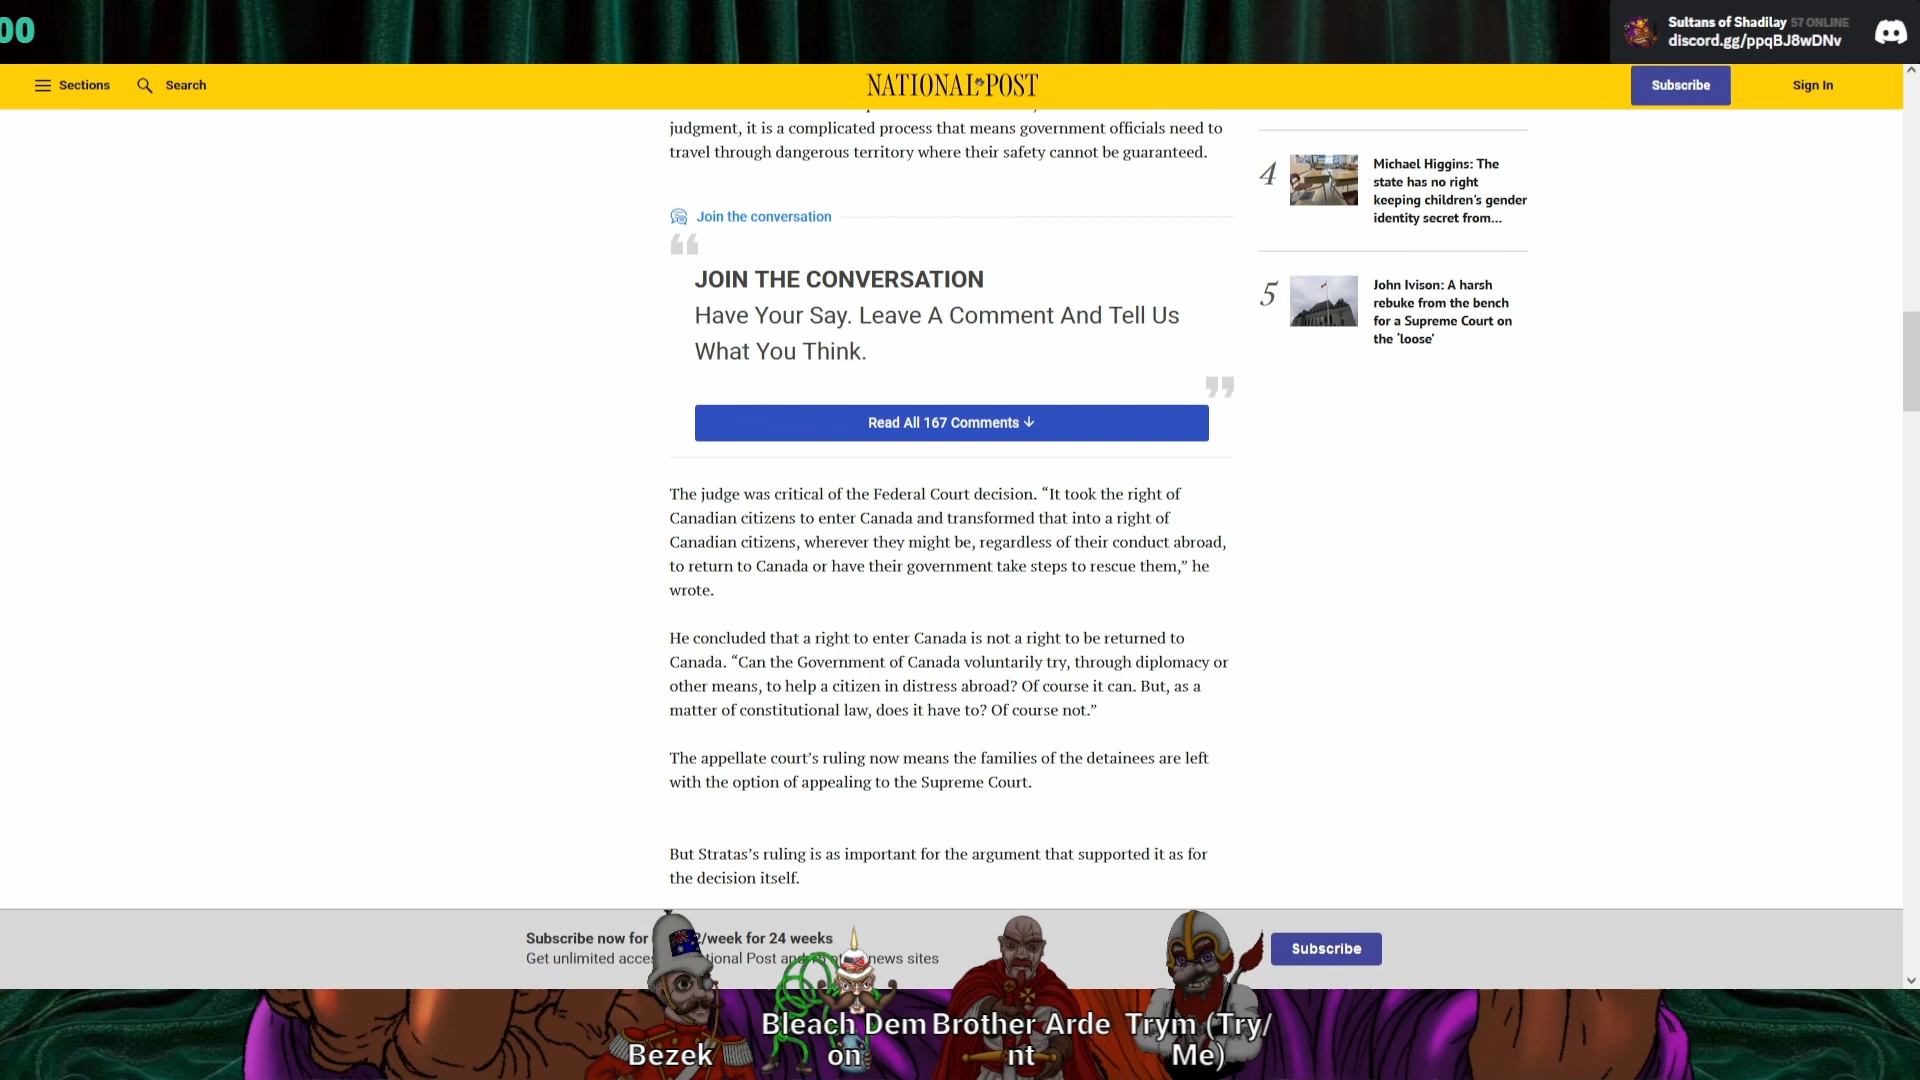 00
Sultans of Shadilay 57 ONLINE
discord.gg/ppqBJ8wDNv
Sections
Search
NATIONAL POST
Subscribe
Sign In
judgment, it is a complicated process that means government officials need to
travel through dangerous territory where their safety cannot be guaranteed.
Join the conversation
JOIN THE CONVERSATION
Have Your Say. Leave A Comment And Tell Us
What You Think.
Read All 167 Comments ↓
The judge was critical of the Federal Court decision. “It took the right of
Canadian citizens to enter Canada and transformed that into a right of
Canadian citizens, wherever they might be, regardless of their conduct abroad,
to return to Canada or have their government take steps to rescue them,” he
wrote.
He concluded that a right to enter Canada is not a right to be returned to
Canada. “Can the Government of Canada voluntarily try, through diplomacy or
other means, to help a citizen in distress abroad? Of course it can. But, as a
matter of constitutional law, does it have to? Of course not.”
The appellate court’s ruling now means the families of the detainees are left
with the option of appealing to the Supreme Court.
But Stratas’s ruling is as important for the argument that supported it as for
the decision itself.
4
Michael Higgins: The
state has no right
keeping children’s gender
identity secret from...
5
John Ivison: A harsh
rebuke from the bench
for a Supreme Court on
the ‘loose’
Subscribe now for /week for 24 weeks
Get unlimited news sites
Subscribe
Bezek
Bleach Dem
on
Brother Arde
nt
Trym (Try/
Me)